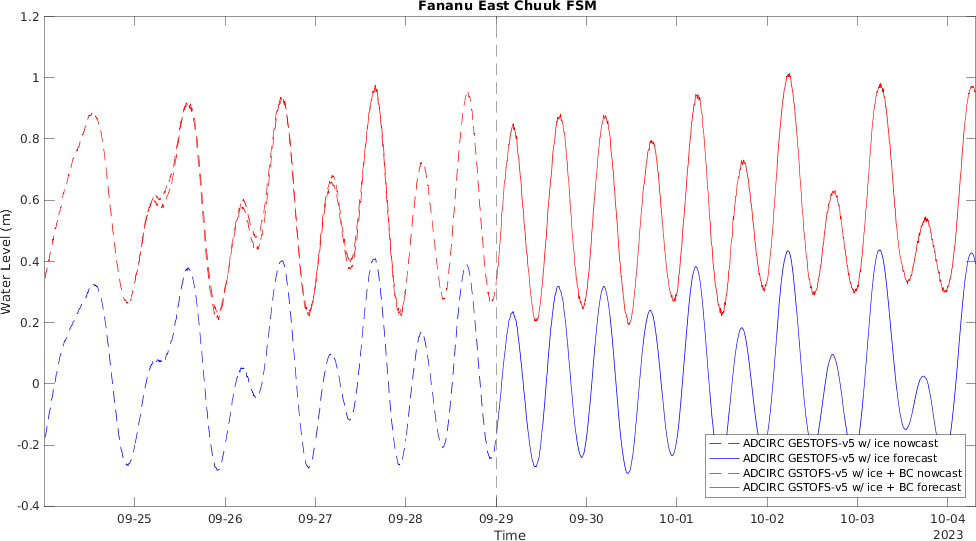 Fananu East Chuuk FSM
1.2
1
0.8
0.6
0.4
0.2
0
-0.2
-0.4
Water Level (m)
ADCIRC GESTOFS-v5 w/ ice nowcast
ADCIRC GESTOFS-v5 w/ ice forecast
ADCIRC GSTOFS-v5 w/ ice + BC nowcast
ADCIRC GSTOFS-v5 w/ ice + BC forecast
09-25 09-26 09-27 09-28 09-29 09-30 10-01 10-02 10-03 10-04
Time
2023